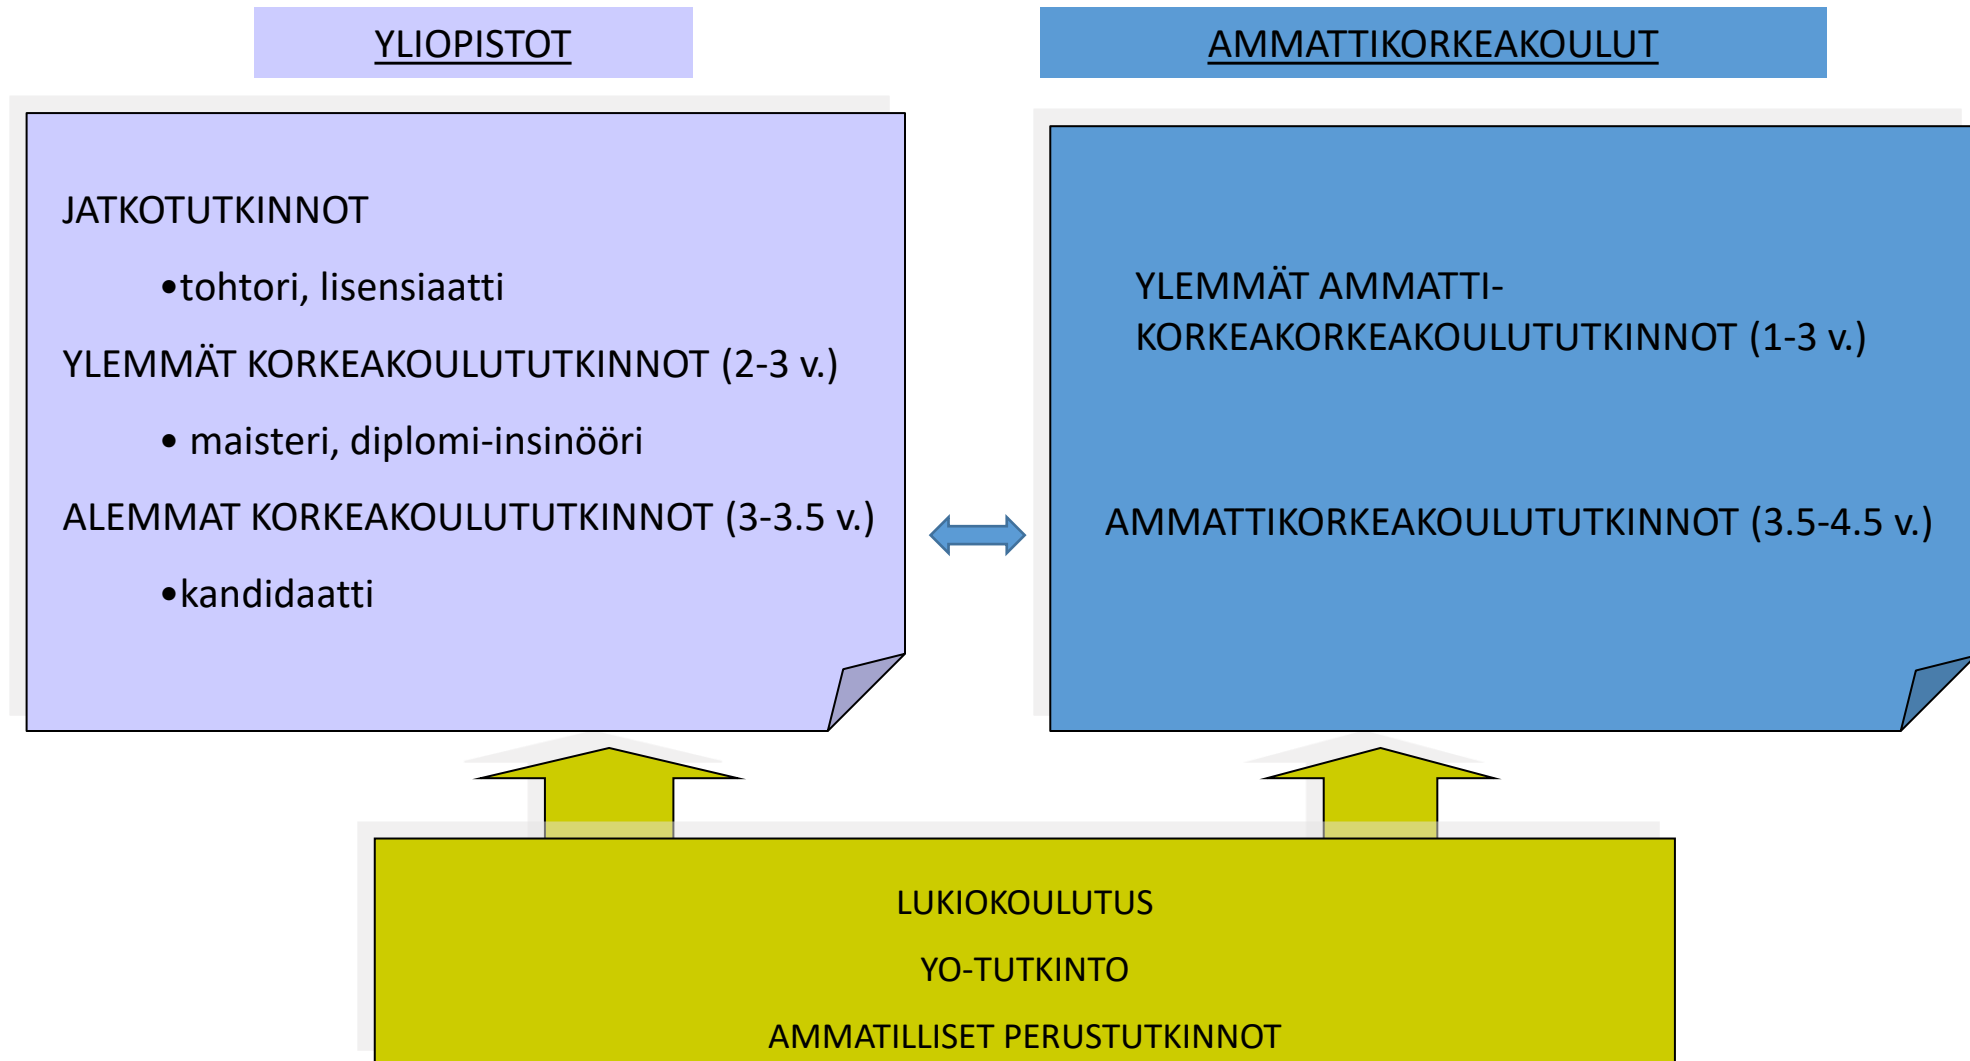 YLIOPISTOT
AMMATTIKORKEAKOULUT
JATKOTUTKINNOT
•tohtori, lisensiaatti
YLEMMÄT KORKEAKOULUTUTKINNOT (2-3 v.)
• maisteri, diplomi-insinööri
ALEMMAT KORKEAKOULUTUTKINNOT (3-3.5 v.)
•kandidaatti
YLEMMÄT AMMATTI-
KORKEAKORKEAKOULUTUTKINNOT (1-3 v.)
AMMATTIKORKEAKOULUTUTKINNOT (3.5-4.5 v.)
LUKIOKOULUTUS
YO-TUTKINTO
AMMATILLISET PERUSTUTKINNOT